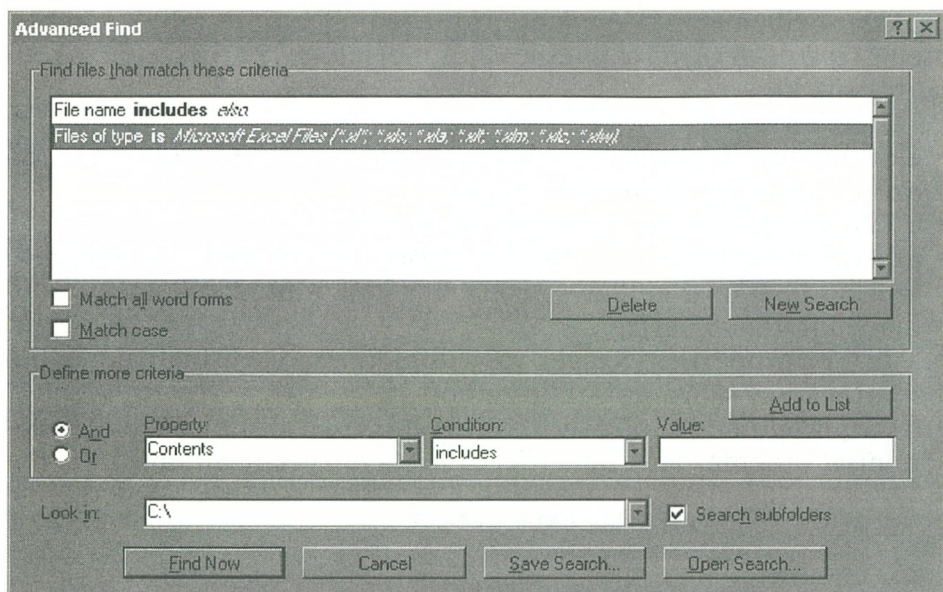 Advanced Find
Find files that match these criteria
File name includes elsa
Files of type is Microsoft Excel Files (*.xl*; *.xls; *.xla; *.xlt; *.xlm; *.xlc; *.xlw)
Match all word forms
Delete
New Search
Match case
Define more criteria
Add to List
And
Property:
Condition:
Value:
Or
Contents
includes
Look in:
C:\
Search subfolders
Find Now
Cancel
Save Search...
Open Search...